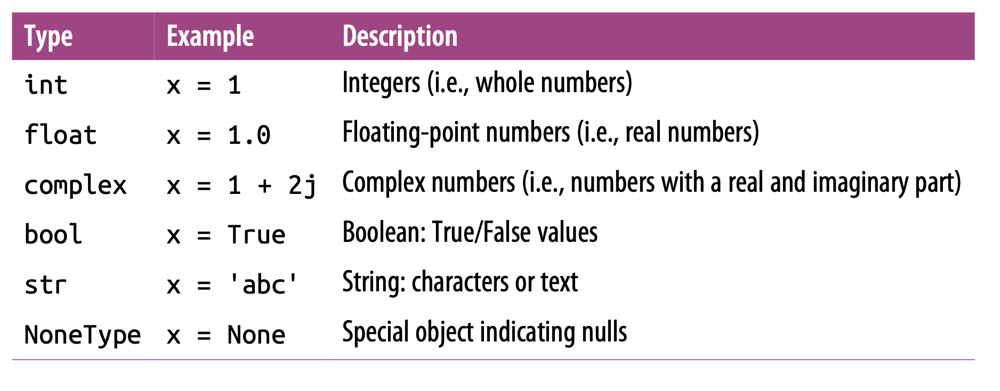 Type Example Description
int x = 1 Integers (i.e., whole numbers)
float x = 1.0 Floating-point numbers (i.e., real numbers)
complex x = 1 + 2j Complex numbers (i.e., numbers with a real and imaginary part)
bool x = True Boolean: True/False values
str x = 'abc' String: characters or text
NoneType x = None Special object indicating nulls